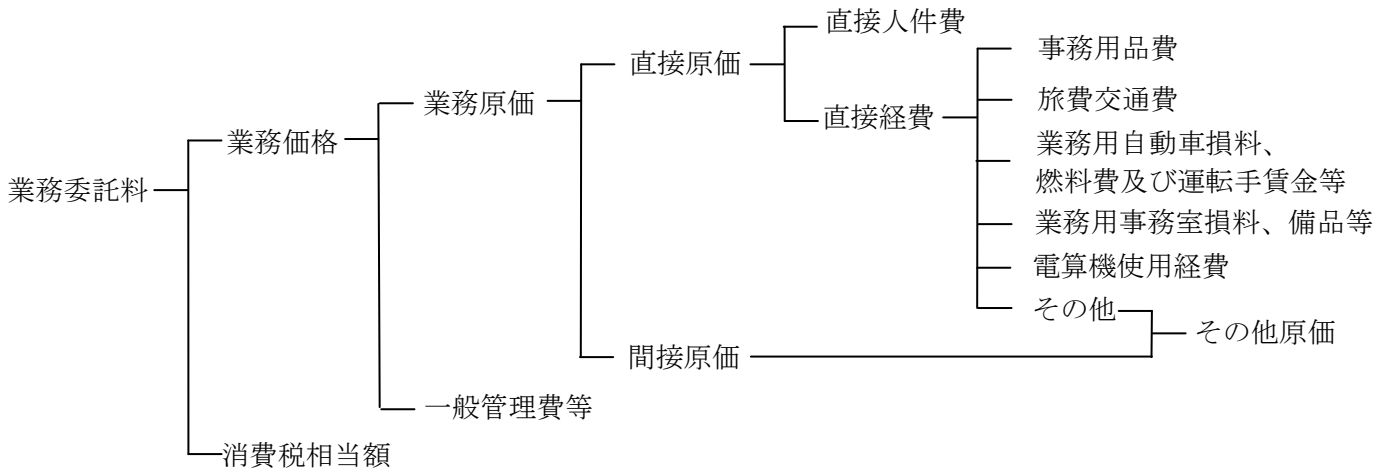 業務委託料
業務価格
消費税相当額
業務原価
一般管理費等
直接原価
間接原価
直接人件費
直接経費
事務用品費
旅費交通費
業務用自動車損料、
燃料費及び運転手賃金等
業務用事務室損料、備品等
電算機使用経費
その他
その他原価